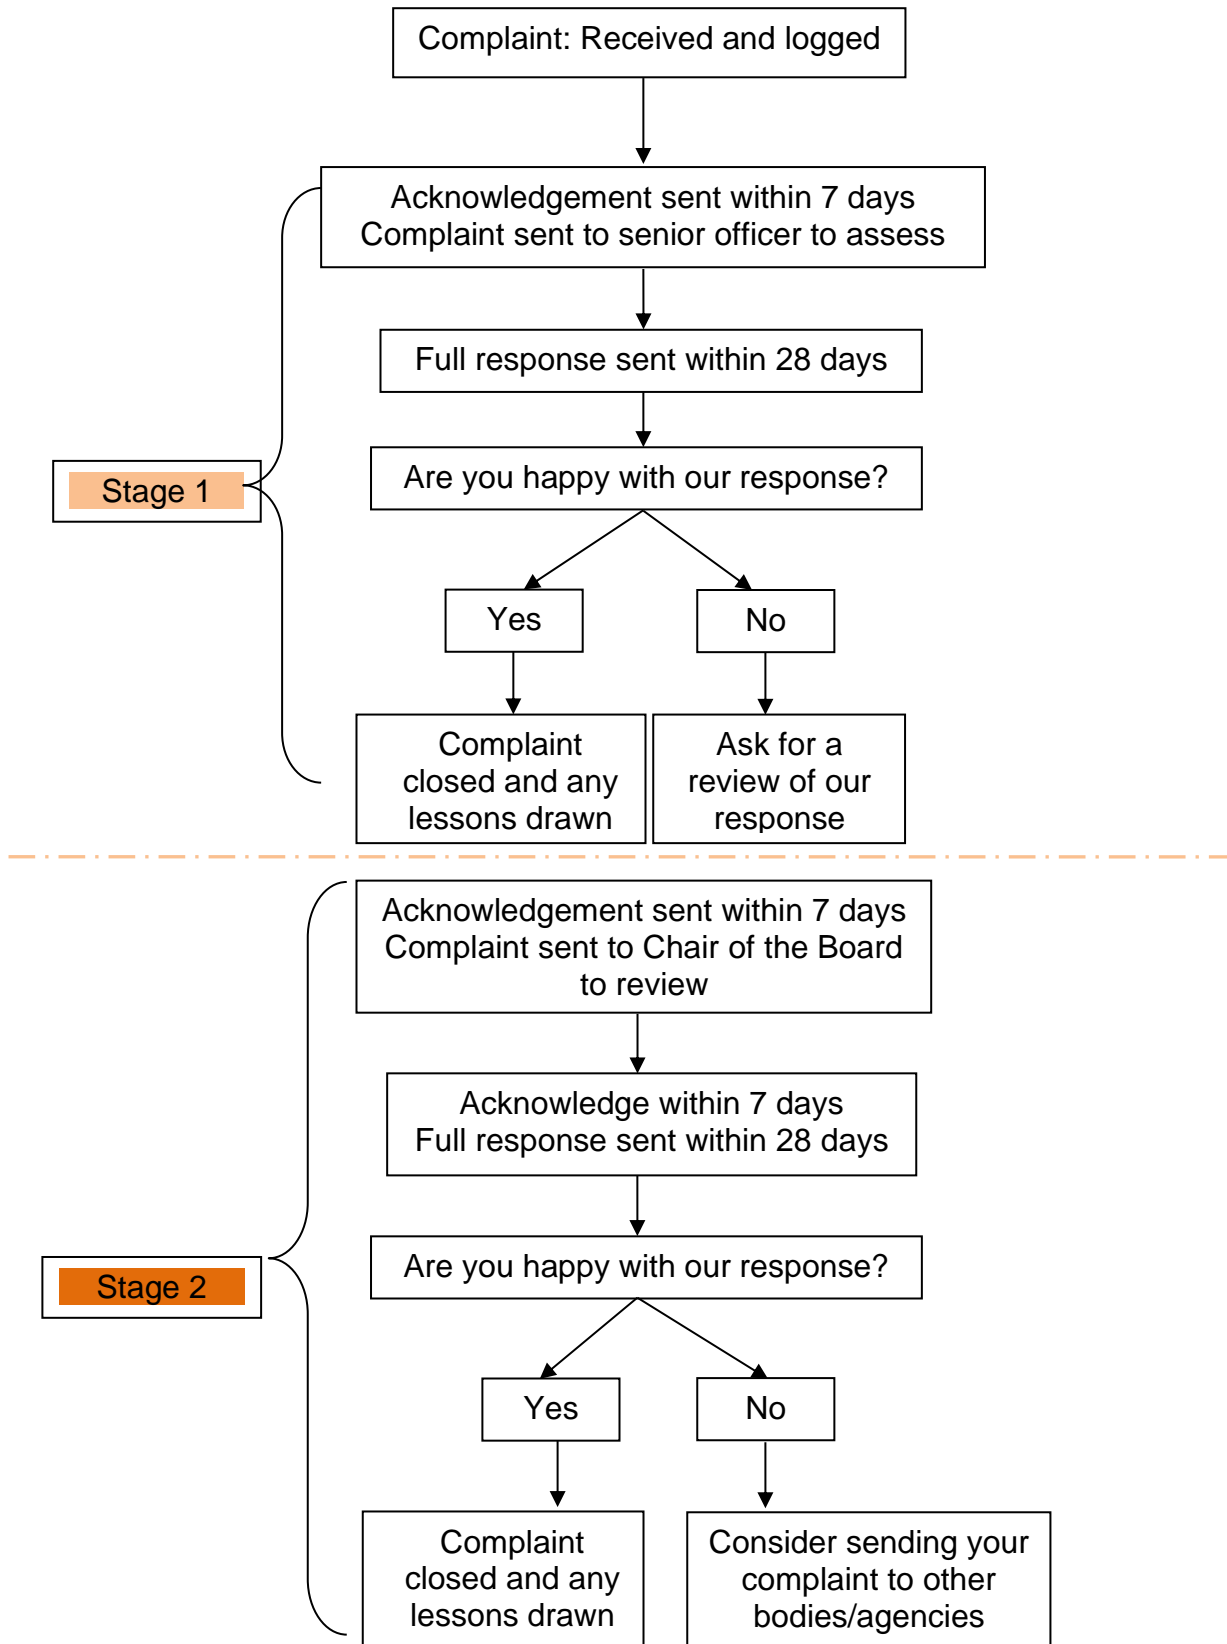 Complaint: Received and logged
Acknowledgement sent within 7 days
Complaint sent to senior officer to assess
Full response sent within 28 days
Stage 1
Are you happy with our response?
Yes
No
Complaint
closed and any
lessons drawn
Ask for a
review of our
response
Acknowledgement sent within 7 days
Complaint sent to Chair of the Board
to review
Acknowledge within 7 days
Full response sent within 28 days
Stage 2
Are you happy with our response?
Yes
No
Complaint
closed and any
lessons drawn
Consider sending your
complaint to other
bodies/agencies